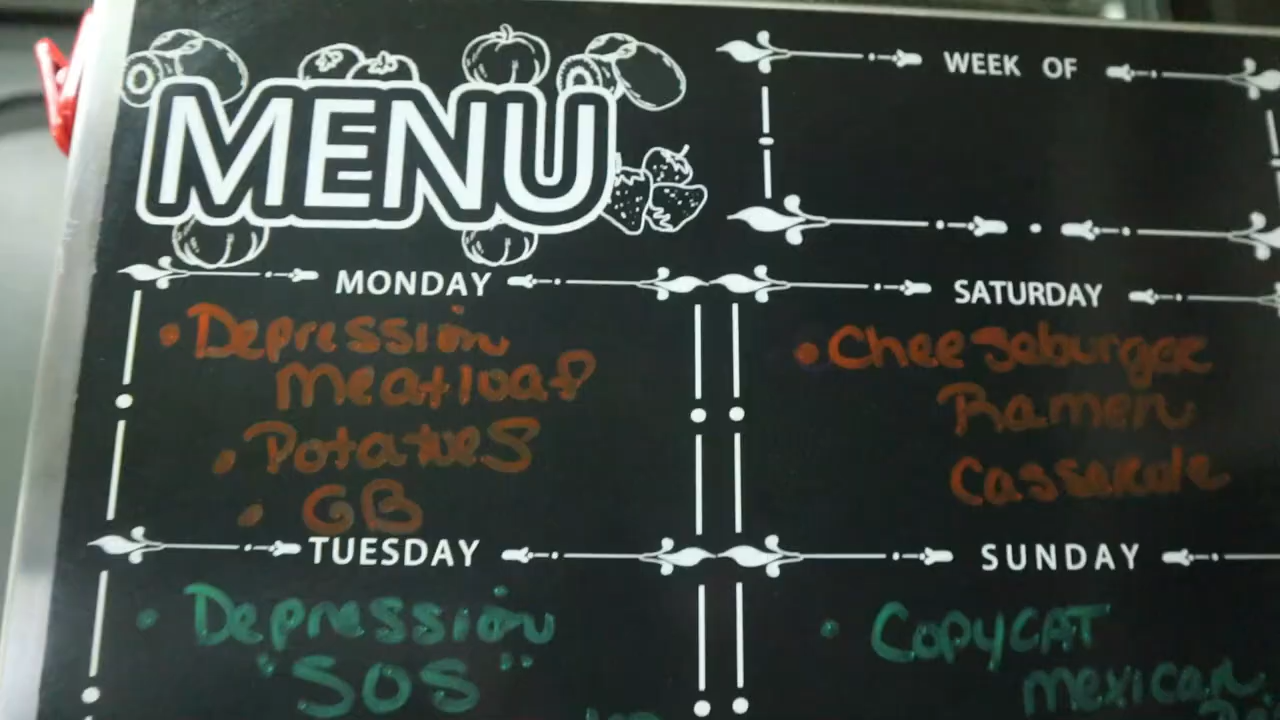 MENU
WEEK OF
MONDAY
• Depression
meatloaf
• Potatoes
• GB
SATURDAY
• Cheeseburger
Ramen
Casserole
TUESDAY
• Depression
"SOS"
SUNDAY
• Copycat
mexican